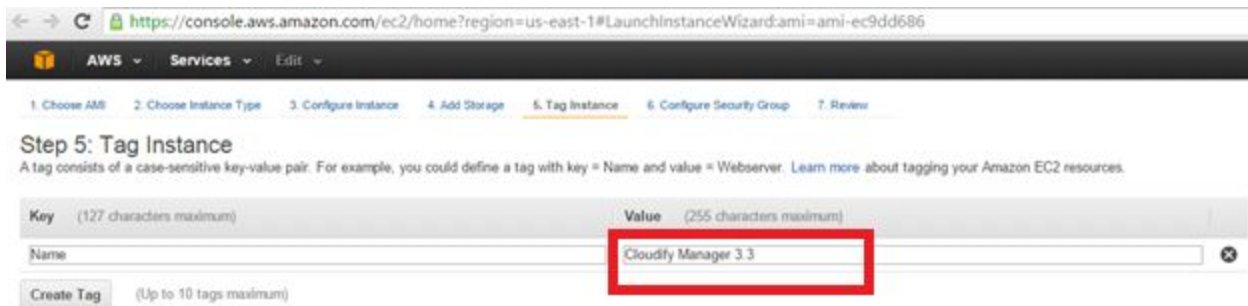 https://console.aws.amazon.com/ec2/home?region=us-east-1#LaunchInstanceWizard:ami=ami-ec9dd686
AWS Services Edit
1. Choose AMI 2. Choose Instance Type 3. Configure Instance 4. Add Storage 5. Tag Instance 6. Configure Security Group 7. Review
Step 5: Tag Instance
A tag consists of a case-sensitive key-value pair. For example, you could define a tag with key = Name and value = Webserver. Learn more about tagging your Amazon EC2 resources.
Key (127 characters maximum) Value (255 characters maximum)
Name Cloudify Manager 3.3
Create Tag (Up to 10 tags maximum)